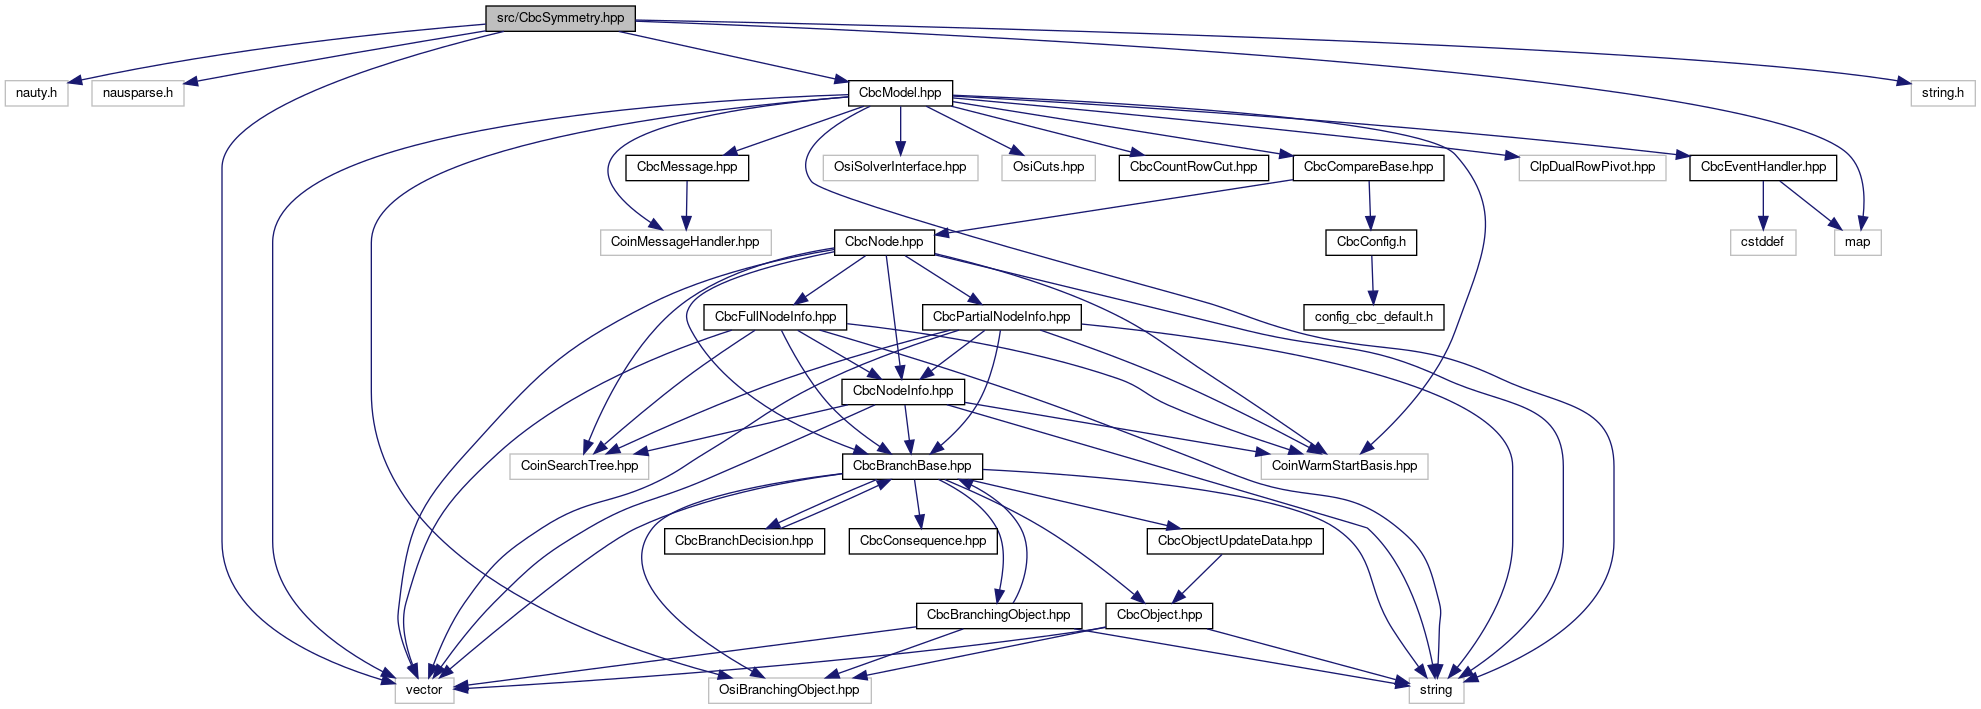 src/CbcSymmetry.hpp
nauty.h
nausparse.h
CbcModel.hpp
string.h
CbcMessage.hpp
OsiSolverInterface.hpp
OsiCuts.hpp
CbcCountRowCut.hpp
CbcCompareBase.hpp
ClpDualRowPivot.hpp
CbcEventHandler.hpp
CoinMessageHandler.hpp
CbcNode.hpp
CbcConfig.h
cstddef
map
CbcFullNodeInfo.hpp
CbcPartialNodeInfo.hpp
config_cbc_default.h
CbcNodeInfo.hpp
CoinSearchTree.hpp
CbcBranchBase.hpp
CoinWarmStartBasis.hpp
CbcBranchDecision.hpp
CbcConsequence.hpp
CbcObjectUpdateData.hpp
CbcBranchingObject.hpp
CbcObject.hpp
vector
OsiBranchingObject.hpp
string